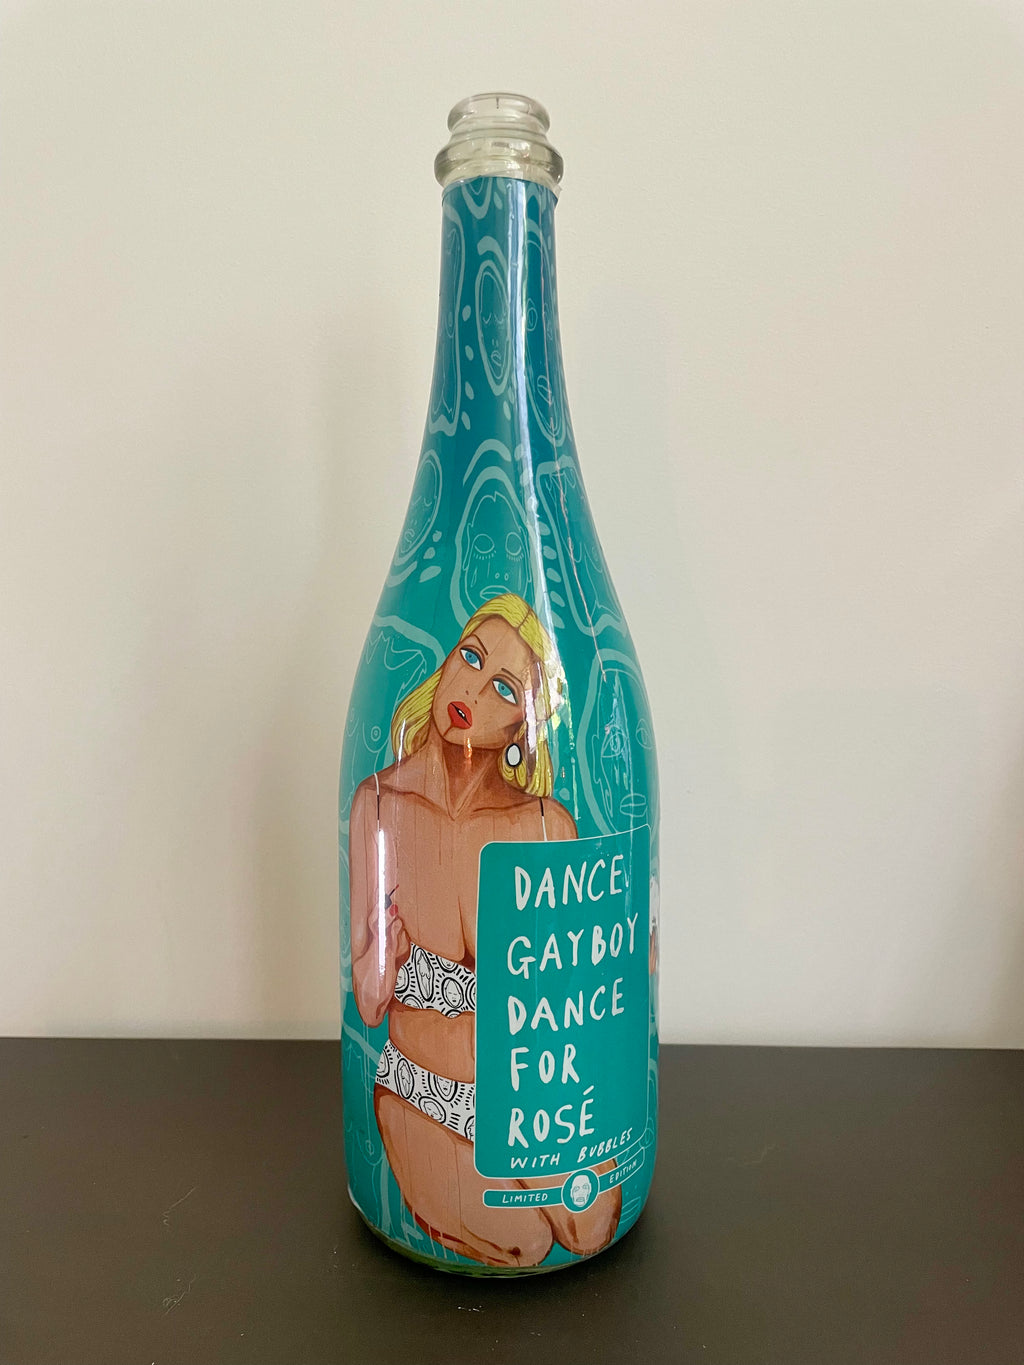 DANCE
GAYBOY
DANCE
FOR
ROSÉ
WITH BUBBLES
LIMITED EDITION